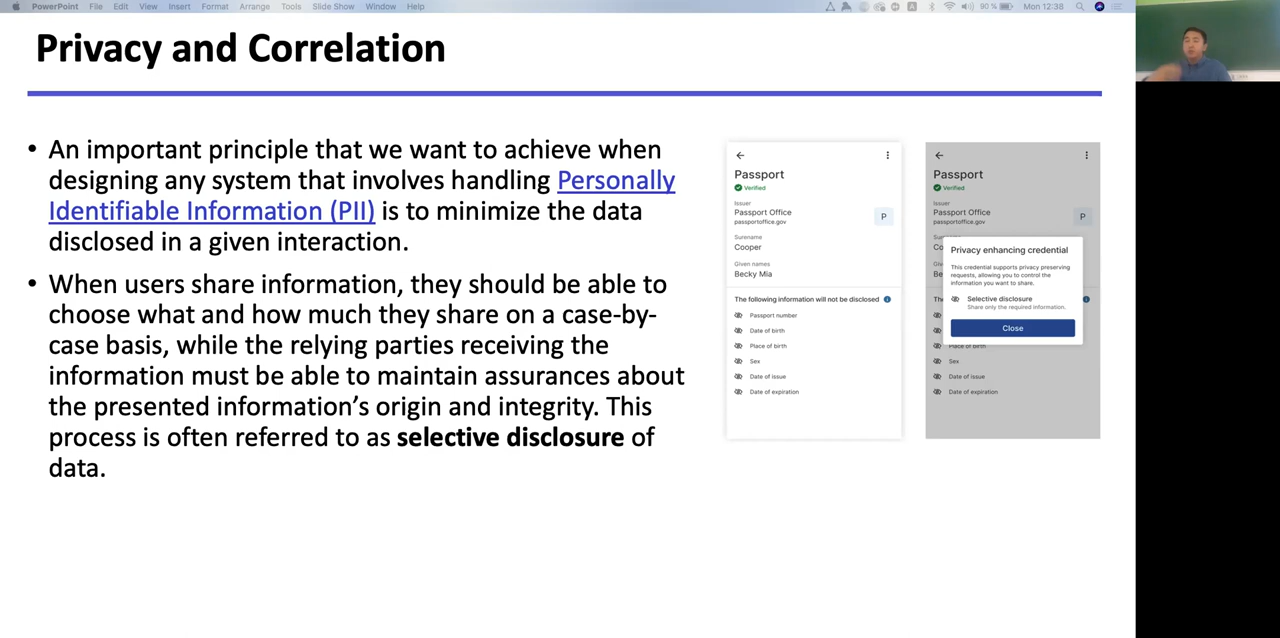 PowerPoint File Edit View Insert Format Arrange Tools Slide Show Window Help
90% Mon 12:38
Privacy and Correlation
• An important principle that we want to achieve when
designing any system that involves handling Personally
Identifiable Information (PII) is to minimize the data
disclosed in a given interaction.
• When users share information, they should be able to
choose what and how much they share on a case-by-
case basis, while the relying parties receiving the
information must be able to maintain assurances about
the presented information’s origin and integrity. This
process is often referred to as selective disclosure of
data.
Passport
Verified
Issuer
Passport Office
passportoffice.gov
P
Surename
Cooper
Given names
Becky Mia
The following information will not be disclosed
Passport number
Date of birth
Place of birth
Sex
Date of issue
Date of expiration
Passport
Verified
Issuer
Passport Office
passportoffice.gov
P
Co
Be
Privacy enhancing credential
This credential supports privacy preserving
requests, allowing you to control the
information you want to share.
Selective disclosure
Share only the required information.
Close
Place of birth
Sex
Date of issue
Date of expiration